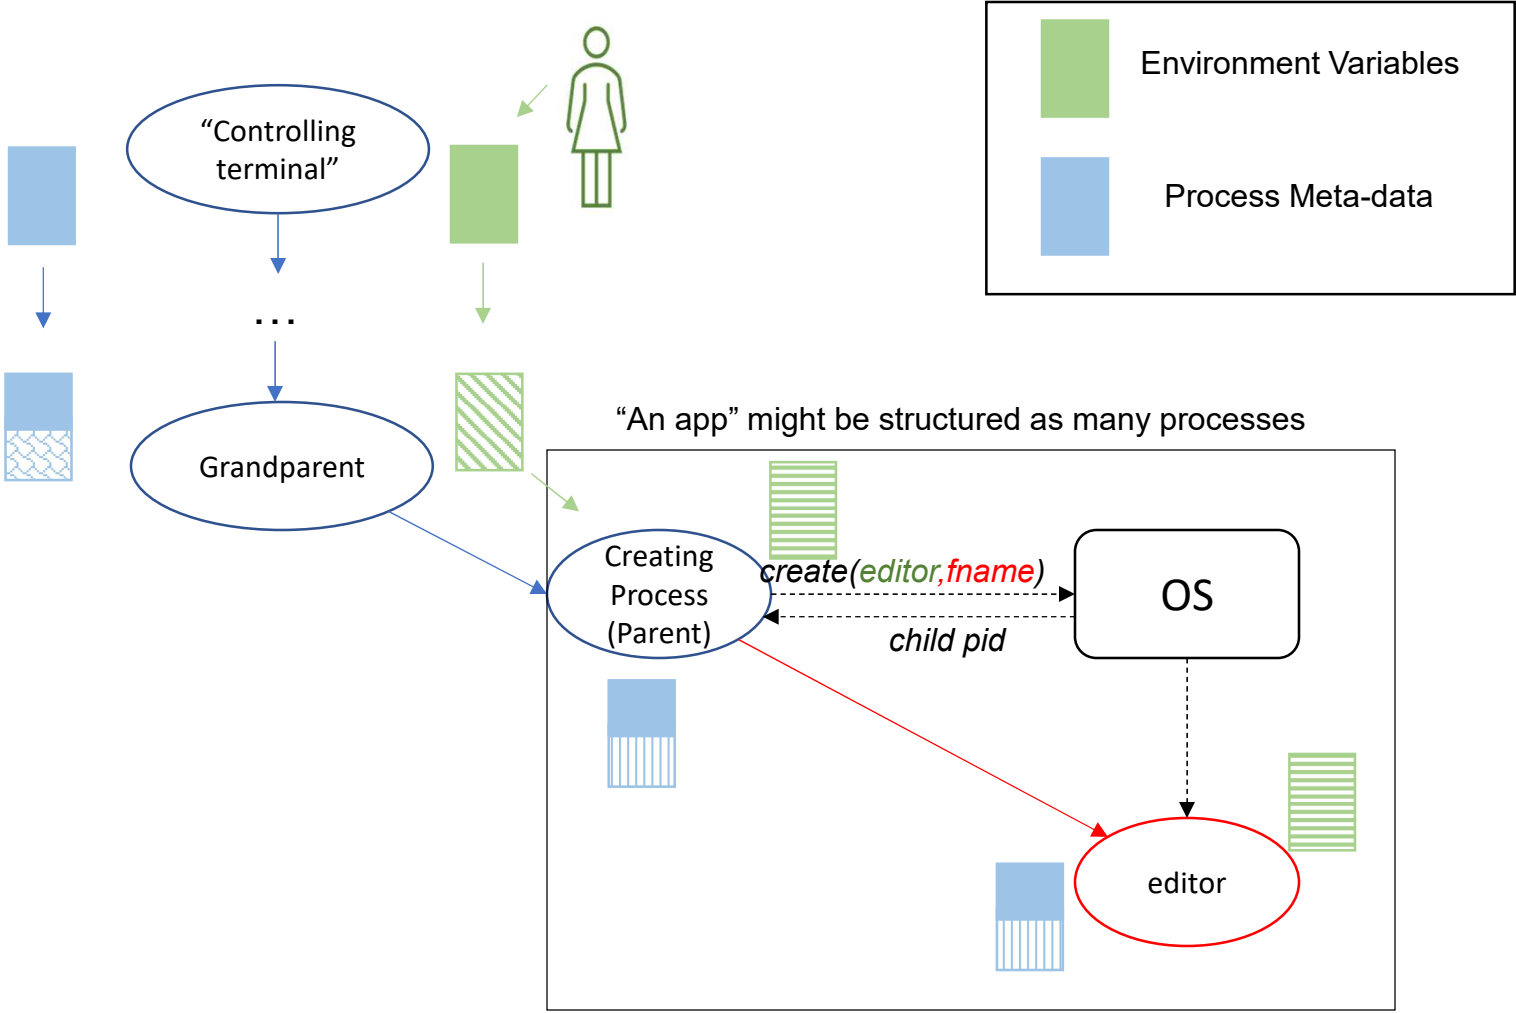 Environment Variables
Process Meta-data
“Controlling
terminal”
...
Grandparent
“An app” might be structured as many processes
Creating
Process
(Parent)
create(editor,fname)
child pid
OS
editor